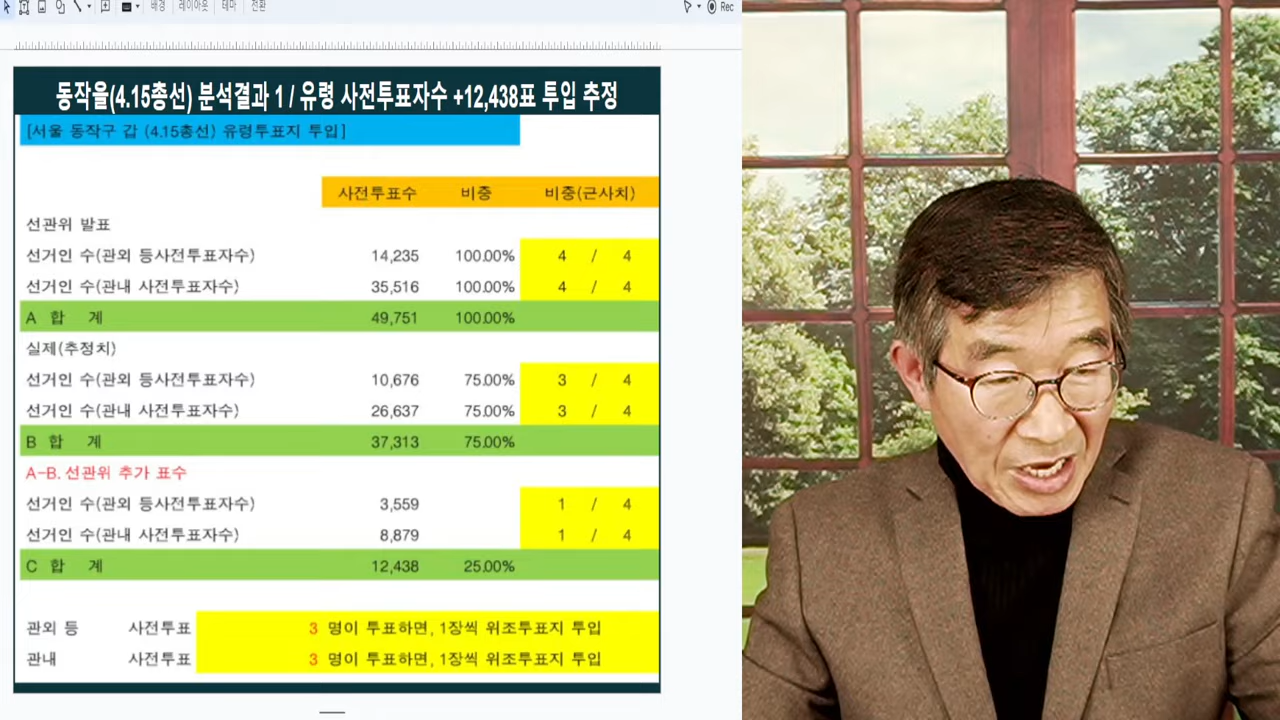 배경 레이아웃 테마 전환 Rec
동작을(4.15총선) 분석결과 1 / 유령 사전투표자수 +12,438표 투입 추정
[서울 동작구 갑 (4.15총선) 유령투표지 투입]
사전투표수 비중 비중(근사치)
선관위 발표
선거인 수(관외 등사전투표자수) 14,235 100.00% 4 / 4
선거인 수(관내 사전투표자수) 35,516 100.00% 4 / 4
A 합 계 49,751 100.00%
실제(추정치)
선거인 수(관외 등사전투표자수) 10,676 75.00% 3 / 4
선거인 수(관내 사전투표자수) 26,637 75.00% 3 / 4
B 합 계 37,313 75.00%
A-B. 선관위 추가 표수
선거인 수(관외 등사전투표자수) 3,559 1 / 4
선거인 수(관내 사전투표자수) 8,879 1 / 4
C 합 계 12,438 25.00%
관외 등 사전투표 3 명이 투표하면, 1장씩 위조투표지 투입
관내 사전투표 3 명이 투표하면, 1장씩 위조투표지 투입